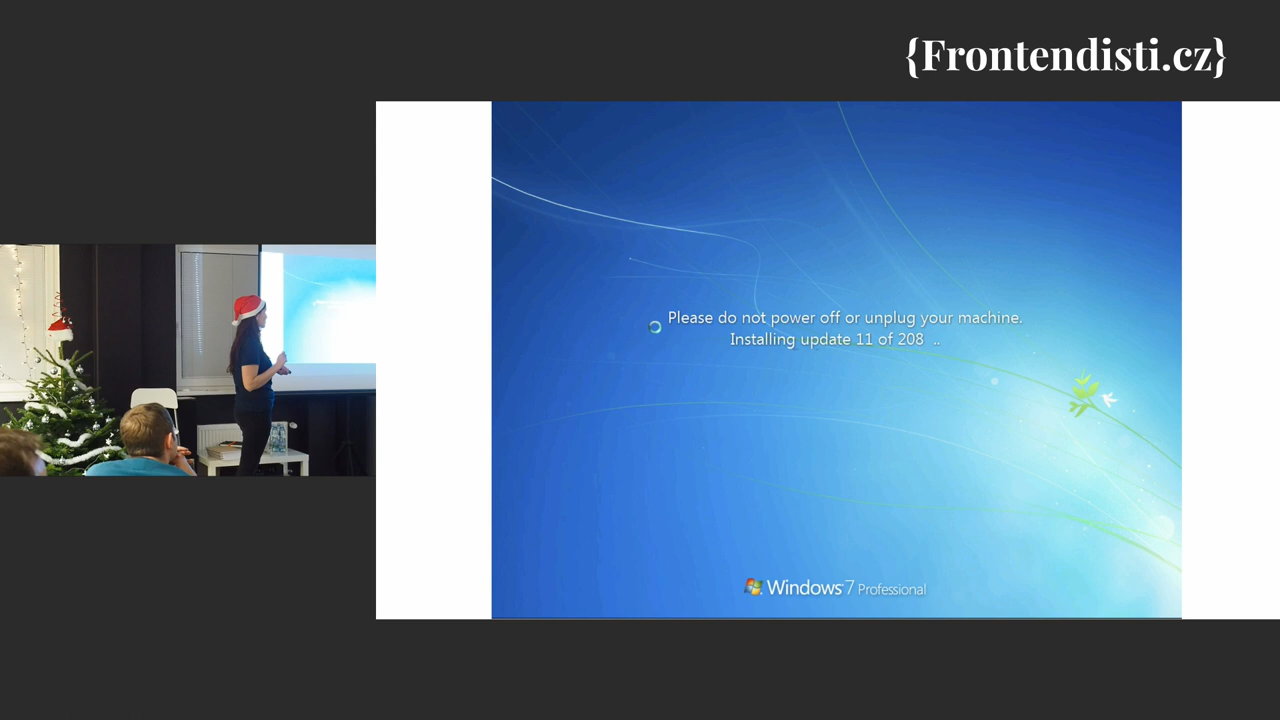 {Frontendisti.cz}
Please do not power off or unplug your machine.
Installing update 11 of 208 ..
Windows 7 Professional